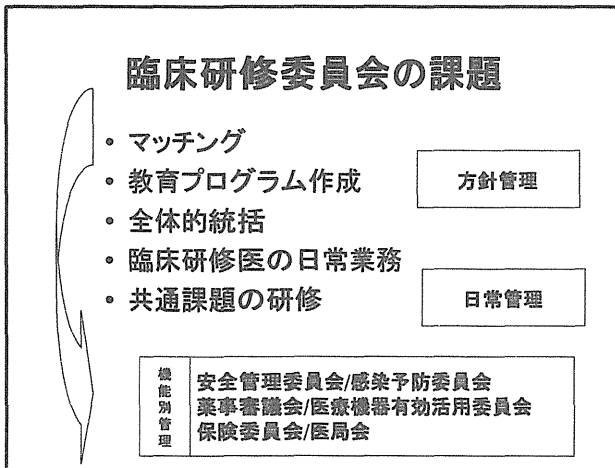 臨床研修委員会の課題
• マッチング
• 教育プログラム作成
• 全体的統括
• 臨床研修医の日常業務
• 共通課題の研修
方針管理
日常管理
機能別管理
安全管理委員会/感染予防委員会
薬事審議会/医療機器有効活用委員会
保険委員会/医局会